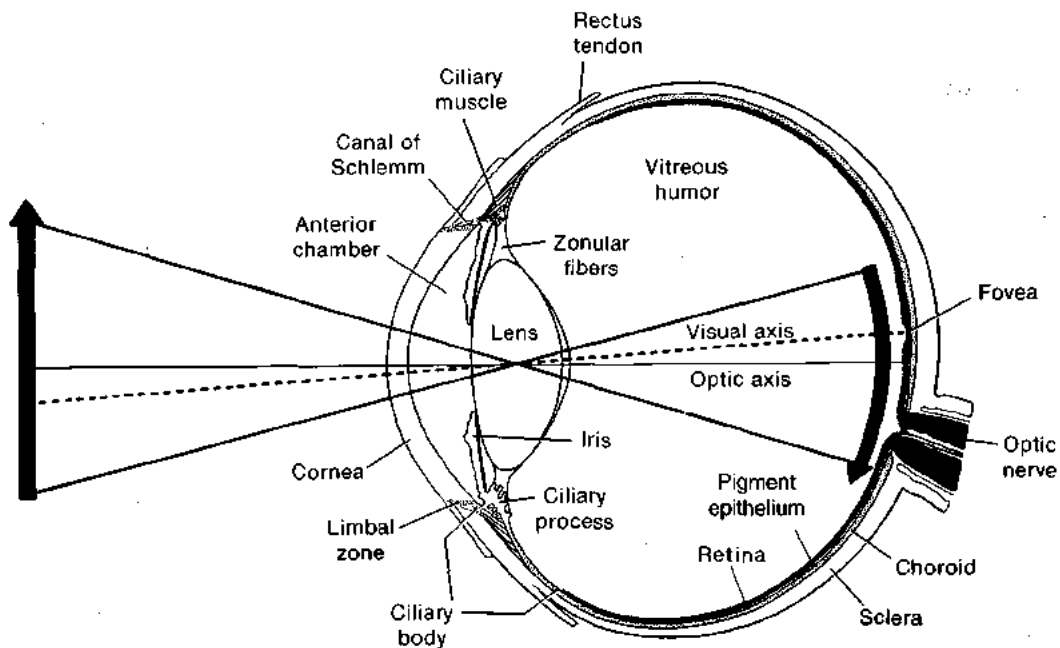 Rectus
tendon
Ciliary
muscle
Canal of
Schlemm
Vitreous
humor
Anterior
chamber
Zonular
fibers
Fovea
Lens
Visual axis
Optic axis
Iris
Cornea
Optic
nerve
Pigment
epithelium
Ciliary
process
Limbal
zone
Retina
Choroid
Sclera
Ciliary
body